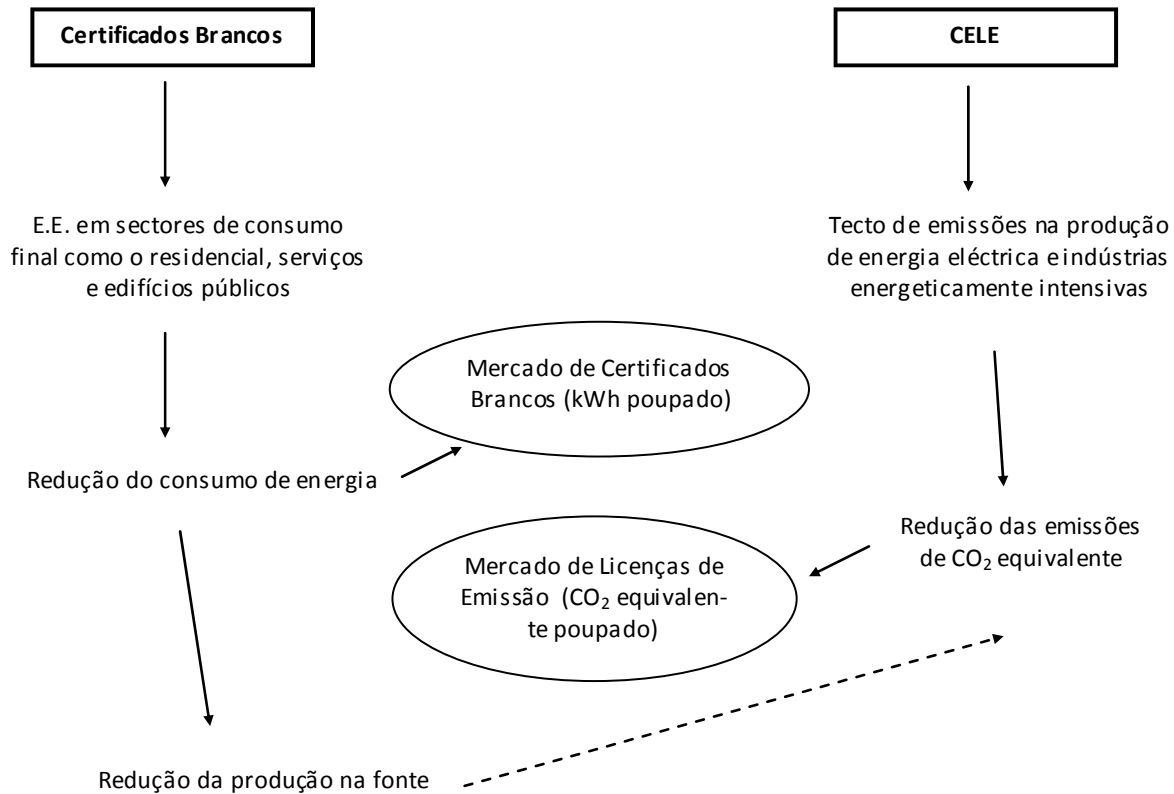 Certificados Brancos
CELE
E.E. em sectores de consumo
final como o residencial, serviços
e edifícios públicos
Tecto de emissões na produção
de energia eléctrica e indústrias
energeticamente intensivas
Mercado de Certificados
Brancos (kWh poupado)
Redução do consumo de energia
Redução das emissões
de CO₂ equivalente
Mercado de Licenças de
Emissão (CO₂ equivalen-
te poupado)
Redução da produção na fonte